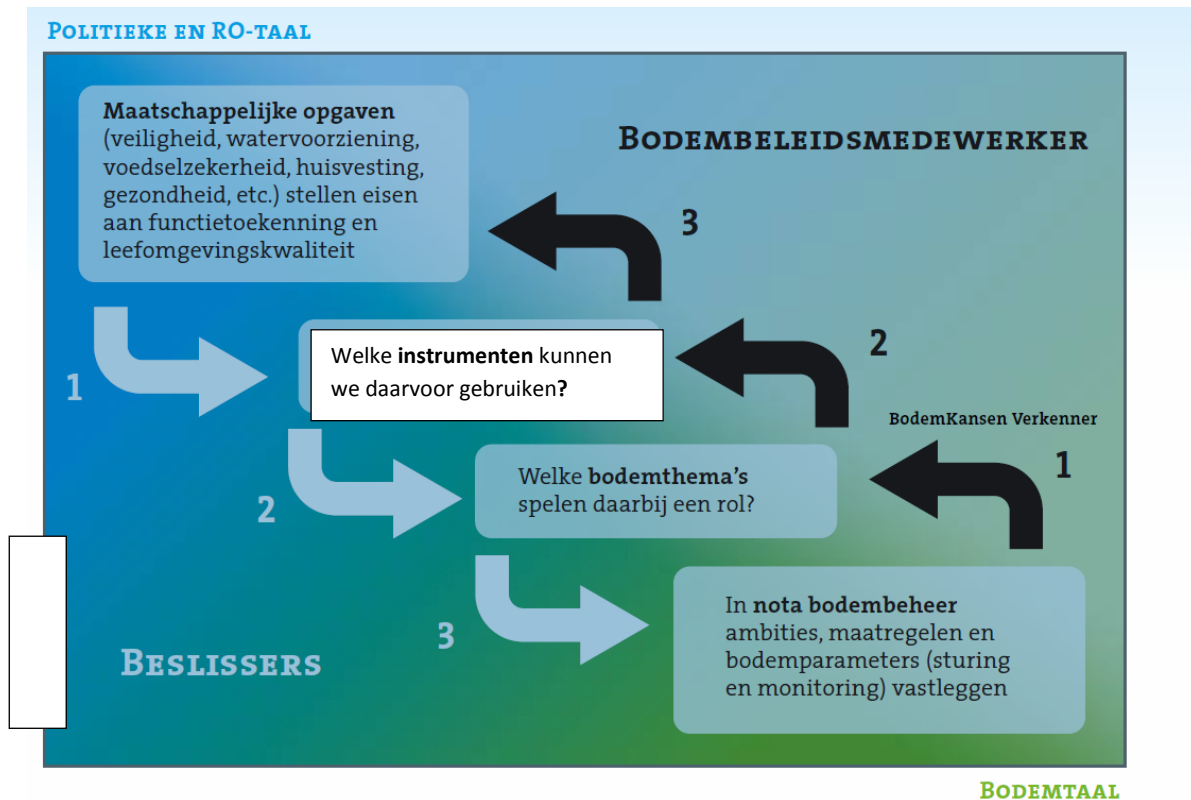 POLITIEKE EN RO-TAAL
Maatschappelijke opgaven
(veiligheid, watervoorziening,
voedselzekerheid, huisvesting,
gezondheid, etc.) stellen eisen
aan functietoekenning en
leefomgevingskwaliteit
BODEMBELEIDSMEDEWERKER
3
1
Welke instrumenten kunnen
we daarvoor gebruiken?
2
BodemKansen Verkenner
1
2
Welke bodemthema's
spelen daarbij een rol?
3
In nota bodembeheer
ambities, maatregelen en
bodemparameters (sturing
en monitoring) vastleggen
BESLISSERS
BODEMTAAL